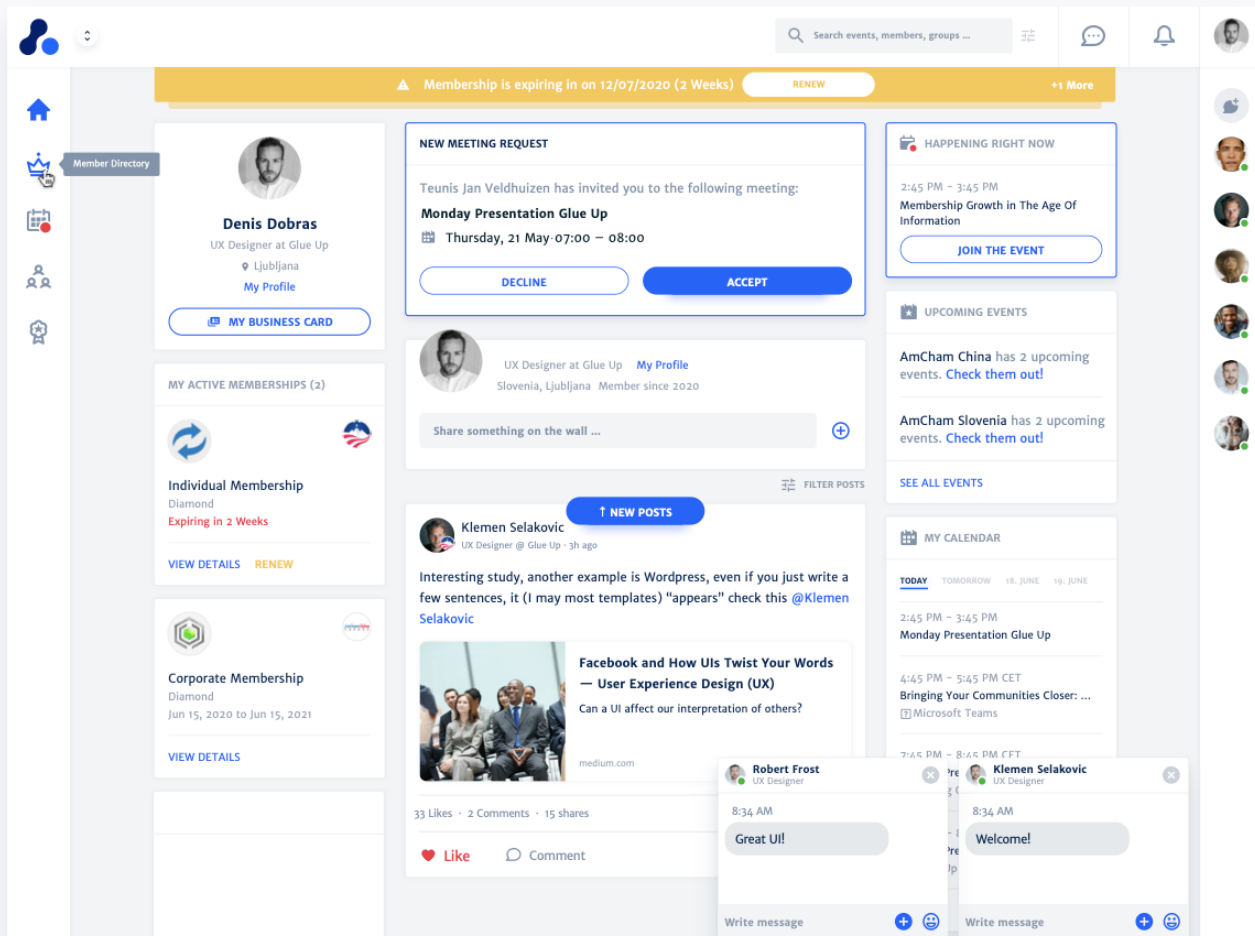 Search events, members, groups ...
Membership is expiring in on 12/07/2020 (2 Weeks)
RENEW
+1 More
Member Directory
Denis Dobras
UX Designer at Glue Up
Ljubljana
My Profile
MY BUSINESS CARD
MY ACTIVE MEMBERSHIPS (2)
Individual Membership
Diamond
Expiring in 2 Weeks
VIEW DETAILS
RENEW
Corporate Membership
Diamond
Jun 15, 2020 to Jun 15, 2021
VIEW DETAILS
NEW MEETING REQUEST
Teunis Jan Veldhuizen has invited you to the following meeting:
Monday Presentation Glue Up
Thursday, 21 May·07:00 – 08:00
DECLINE
ACCEPT
UX Designer at Glue Up My Profile
Slovenia, Ljubljana Member since 2020
Share something on the wall ...
FILTER POSTS
↑ NEW POSTS
Klemen Selakovic
UX Designer @ Glue Up · 3h ago
Interesting study, another example is Wordpress, even if you just write a
few sentences, it (I may most templates) “appears” check this @Klemen
Selakovic
Facebook and How UIs Twist Your Words
— User Experience Design (UX)
Can a UI affect our interpretation of others?
medium.com
33 Likes · 2 Comments · 15 shares
Like
Comment
HAPPENING RIGHT NOW
2:45 PM – 3:45 PM
Membership Growth in The Age Of
Information
JOIN THE EVENT
UPCOMING EVENTS
AmCham China has 2 upcoming
events. Check them out!
AmCham Slovenia has 2 upcoming
events. Check them out!
SEE ALL EVENTS
MY CALENDAR
TODAY
TOMORROW
18. JUNE
19. JUNE
2:45 PM – 3:45 PM
Monday Presentation Glue Up
4:45 PM – 5:45 PM CET
Bringing Your Communities Closer: ...
Microsoft Teams
7:45 PM – 8:45 PM CET
Robert Frost
UX Designer
8:34 AM
Great UI!
Write message
Klemen Selakovic
UX Designer
8:34 AM
Welcome!
Write message